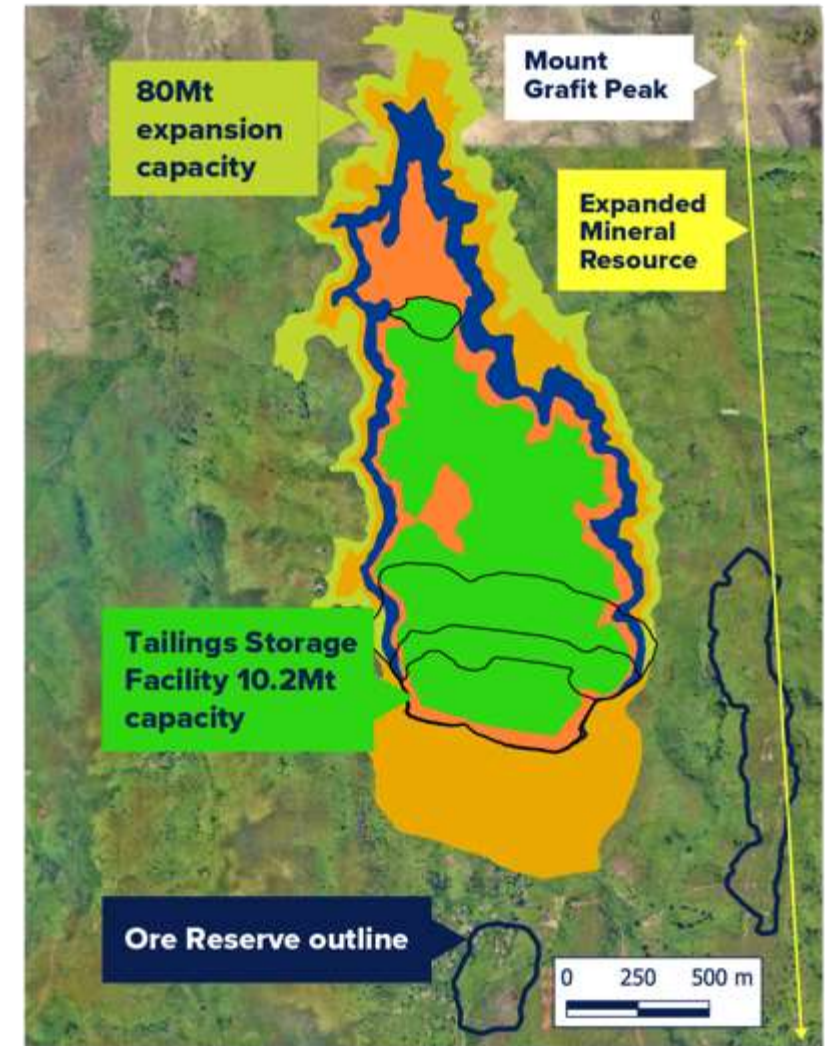 Mount
Grafit Peak
80Mt
expansion
capacity
Expanded
Mineral
Resource
Tailings Storage
Facility 10.2Mt
capacity
Ore Reserve outline
0 250 500 m